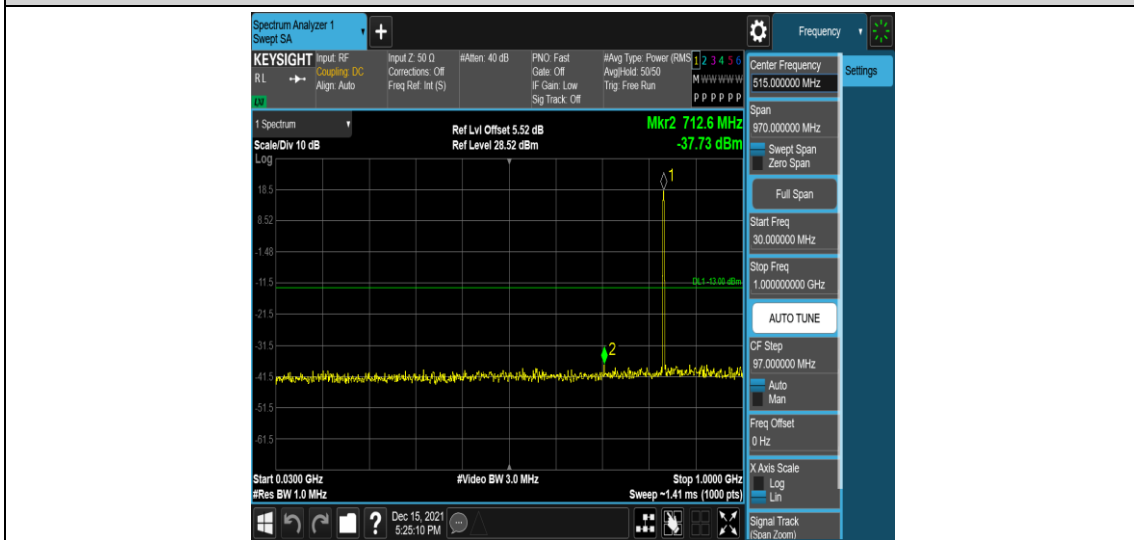 Spectrum Analyzer 1
Swept SA
+
Frequency
KEYSIGHT
RL
LXI
Input: RF
Coupling: DC
Align: Auto
Input Z: 50 Ω
Corrections: Off
Freq Ref: Int (S)
#Atten: 40 dB
PNO: Fast
Gate: Off
IF Gain: Low
Sig Track: Off
#Avg Type: Power (RMS
Avg|Hold: 50/50
Trig: Free Run
1 2 3 4 5 6
M W W W W W
P P P P P P
1 Spectrum
Scale/Div 10 dB
Ref Lvl Offset 5.52 dB
Ref Level 28.52 dBm
Mkr2 712.6 MHz
-37.73 dBm
Log
18.5
8.52
-1.48
-11.5
-21.5
-31.5
-41.5
-51.5
-61.5
1
DL1 -13.00 dBm
2
Start 0.0300 GHz
#Res BW 1.0 MHz
#Video BW 3.0 MHz
Stop 1.0000 GHz
Sweep ~1.41 ms (1000 pts)
?
Dec 15, 2021
5:25:10 PM
Center Frequency
515.000000 MHz
Settings
Span
970.000000 MHz
Swept Span
Zero Span
Full Span
Start Freq
30.000000 MHz
Stop Freq
1.000000000 GHz
AUTO TUNE
CF Step
97.000000 MHz
Auto
Man
Freq Offset
0 Hz
X Axis Scale
Log
Lin
Signal Track
(Span Zoom)